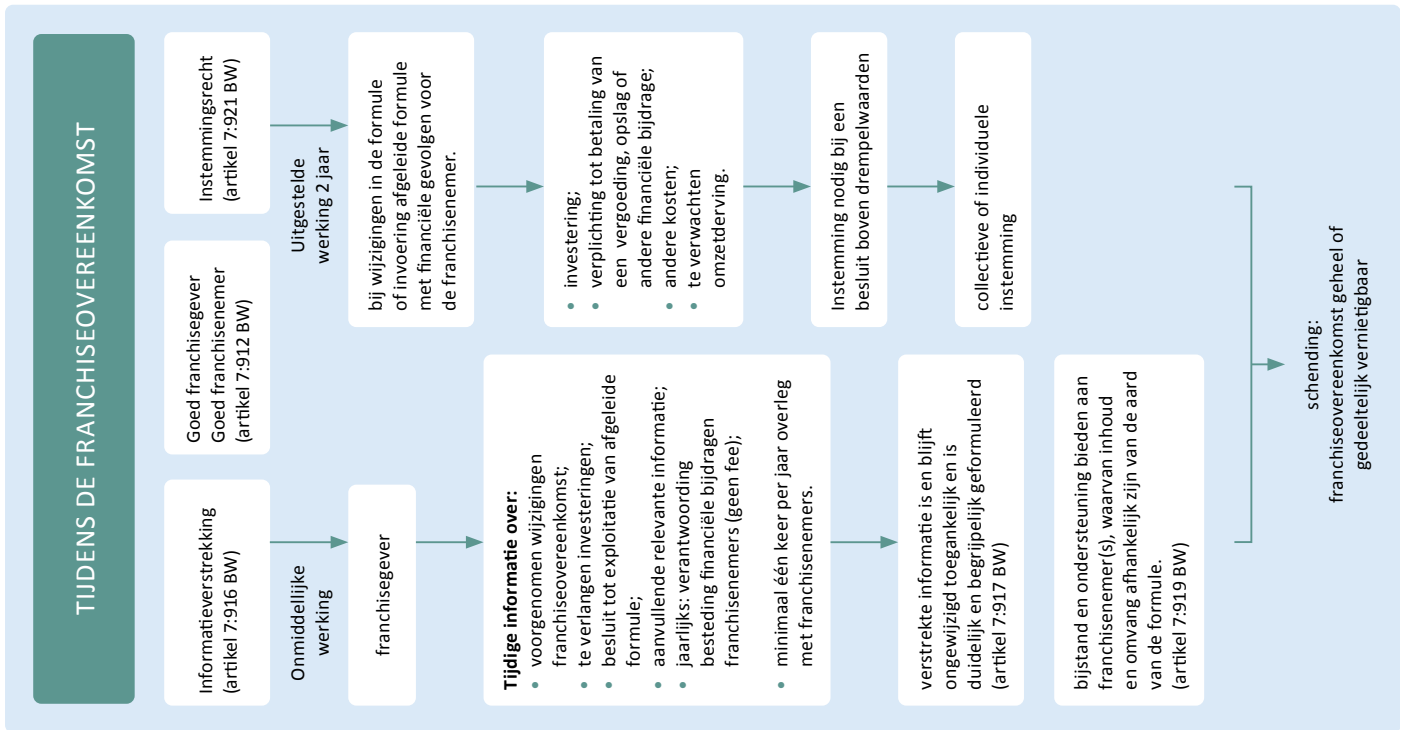 TIJDENS DE FRANCHISEOVEREENKOMST
Informatieverstrekking
(artikel 7:916 BW)
Goed franchisegever
Goed franchisenemer
(artikel 7:912 BW)
Instemmingsrecht
(artikel 7:921 BW)
Onmiddellijke
werking
franchisegever
Tijdige informatie over:
• voorgenomen wijzigingen
franchiseovereenkomst;
• te verlangen investeringen;
• besluit tot exploitatie van afgeleide
formule;
• aanvullende relevante informatie;
• jaarlijks: verantwoording
besteding financiële bijdragen
franchisenemers (geen fee);
• minimaal één keer per jaar overleg
met franchisenemers.
verstrekte informatie is en blijft
ongewijzigd toegankelijk en is
duidelijk en begrijpelijk geformuleerd
(artikel 7:917 BW)
bijstand en ondersteuning bieden aan
franchisenemer(s), waarvan inhoud
en omvang afhankelijk zijn van de aard
van de formule.
(artikel 7:919 BW)
Uitgestelde
werking 2 jaar
bij wijzigingen in de formule
of invoering afgeleide formule
met financiële gevolgen voor
de franchisenemer.
• investering;
• verplichting tot betaling van
een vergoeding, opslag of
andere financiële bijdrage;
• andere kosten;
• te verwachten
omzetderving.
Instemming nodig bij een
besluit boven drempelwaarden
collectieve of individuele
instemming
schending:
franchiseovereenkomst geheel of
gedeeltelijk vernietigbaar